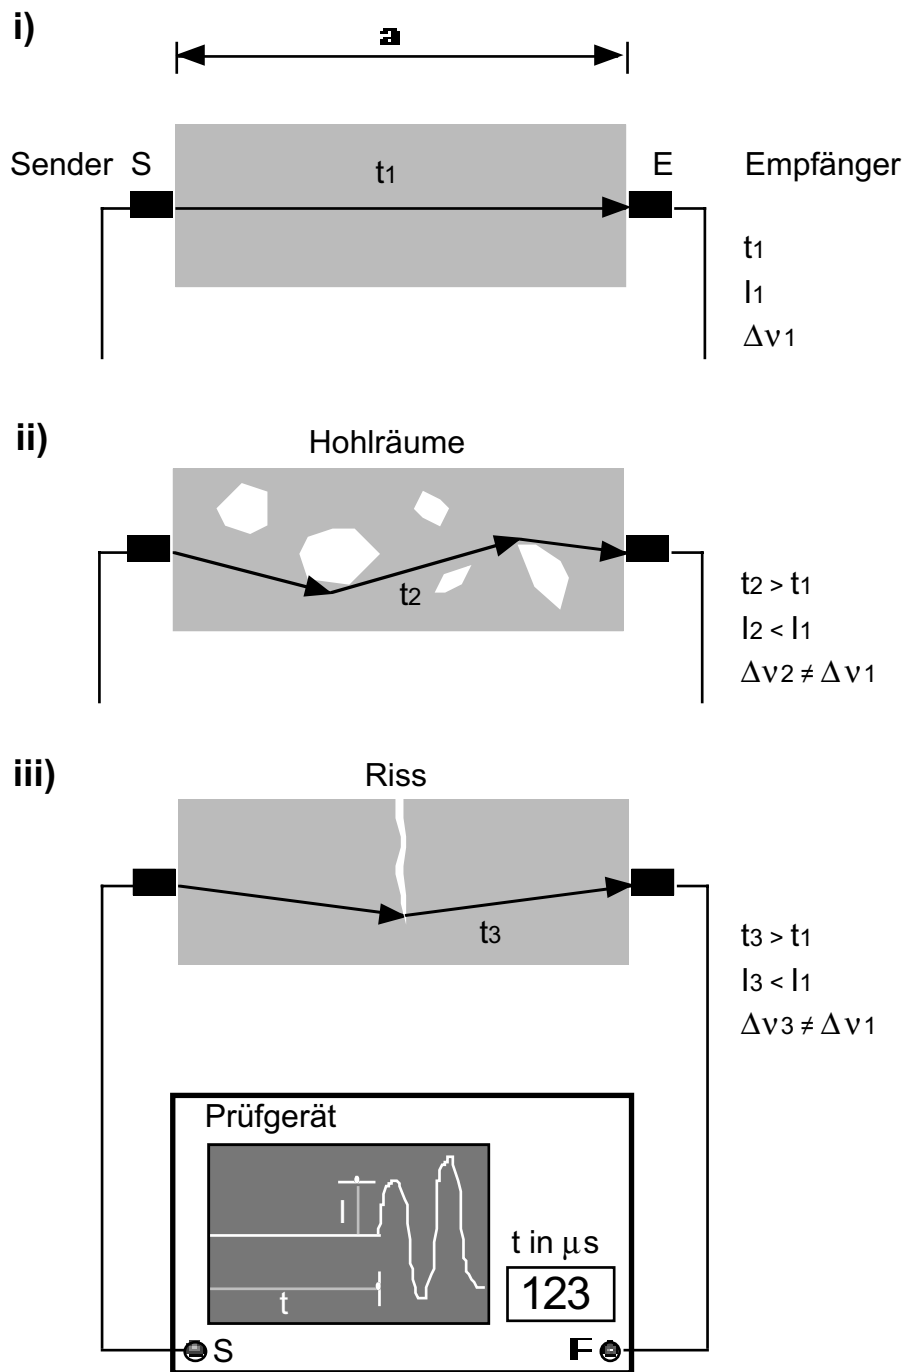 i)
a
Sender S
t1
E Empfänger
t1
I1
Δν1
ii)
Hohlräume
t2
t2 > t1
I2 < I1
Δν2 ≠ Δν1
iii)
Riss
t3
t3 > t1
I3 < I1
Δν3 ≠ Δν1
Prüfgerät
I
t in μs
t
123
S
F